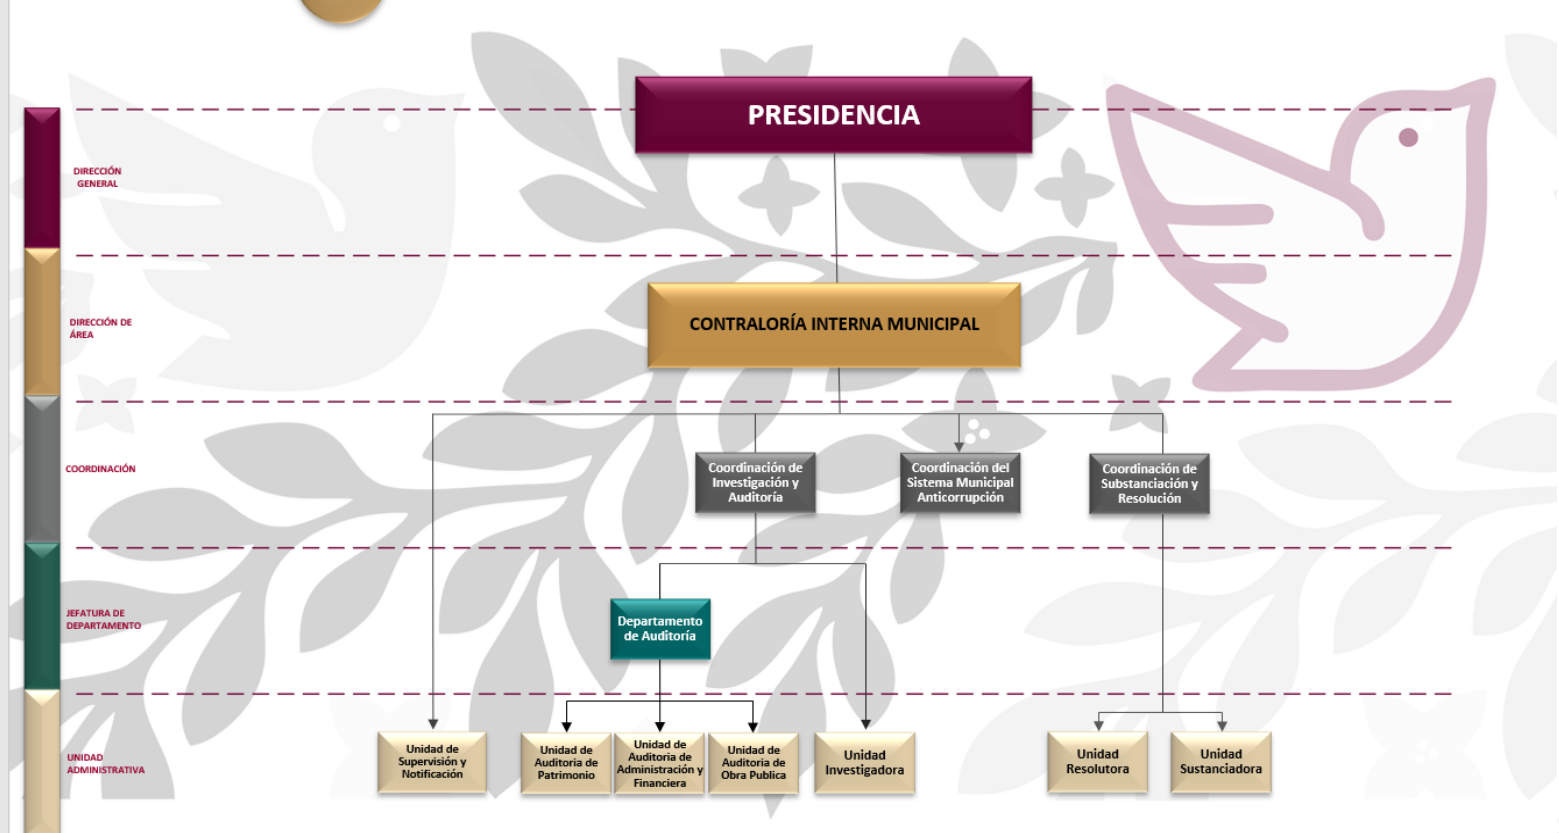 PRESIDENCIA
DIRECCIÓN
GENERAL
DIRECCIÓN DE
ÁREA
CONTRALORÍA INTERNA MUNICIPAL
COORDINACIÓN
Coordinación de
Investigación y
Auditoría
Coordinación del
Sistema Municipal
Anticorrupción
Coordinación de
Substanciación y
Resolución
JEFATURA DE
DEPARTAMENTO
Departamento
de Auditoría
UNIDAD
ADMINISTRATIVA
Unidad de
Supervisión y
Notificación
Unidad de
Auditoria de
Patrimonio
Unidad de
Auditoria de
Administración y
Financiera
Unidad de
Auditoria de
Obra Publica
Unidad
Investigadora
Unidad
Resolutora
Unidad
Sustanciadora